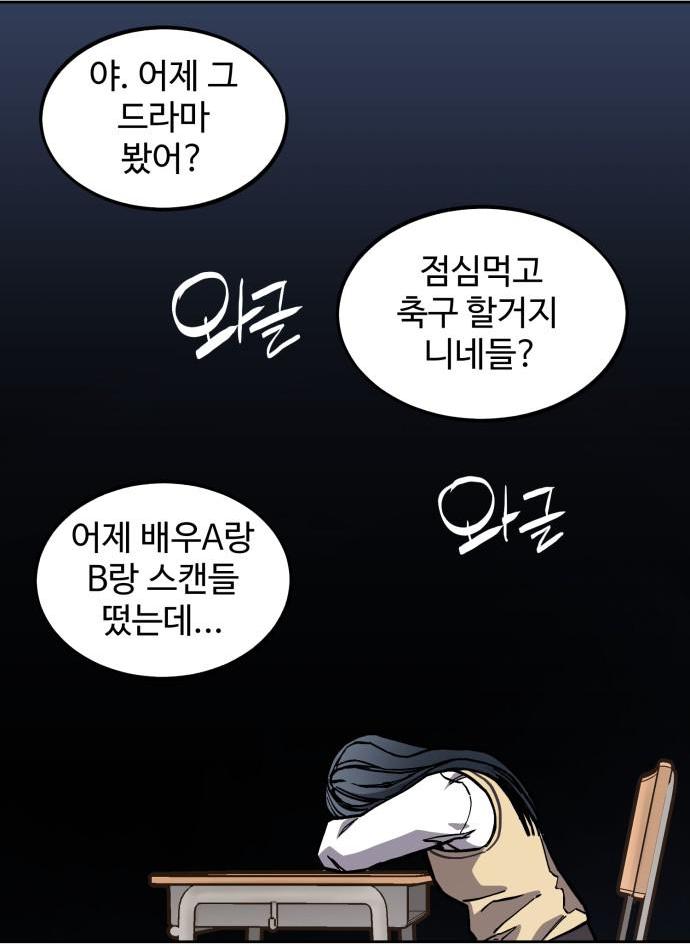 야. 어제 그
드라마
봤어?
와글
점심먹고
축구 할거지
니네들?
와글
어제 배우A랑
B랑 스캔들
떴는데...